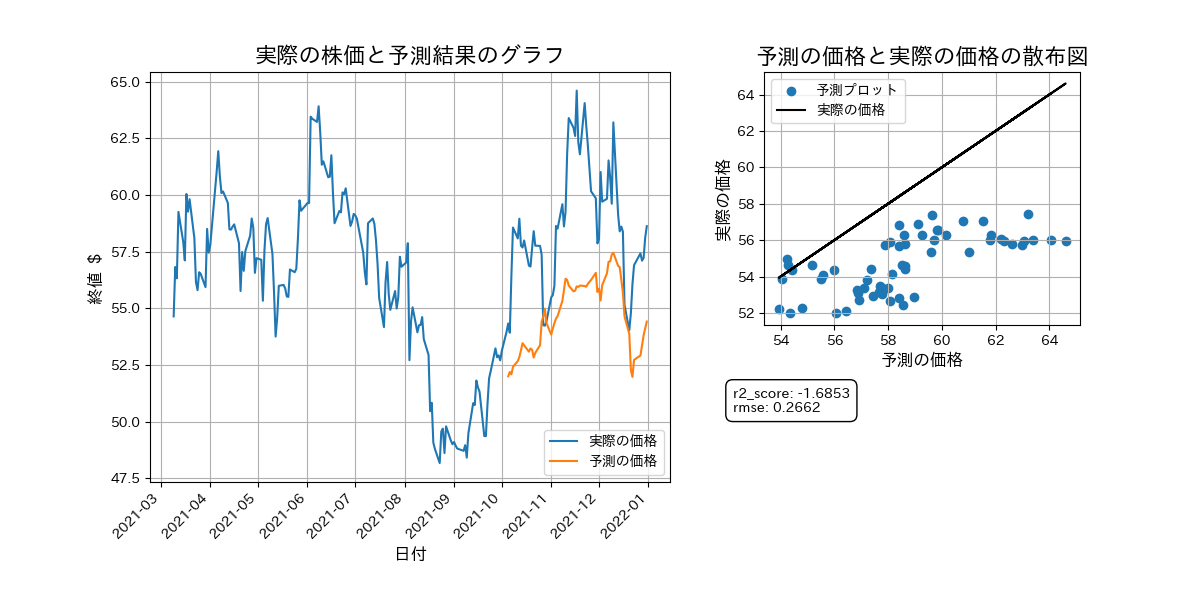 実際の株価と予測結果のグラフ
65.0
62.5
60.0
57.5
55.0
52.5
50.0
47.5
終値 $
2021-03
2021-04
2021-05
2021-06
2021-07
2021-08
2021-09
2021-10
2021-11
2021-12
2022-01
日付
実際の価格
予測の価格
予測の価格と実際の価格の散布図
予測プロット
実際の価格
64
62
60
58
56
54
52
実際の価格
54
56
58
60
62
64
予測の価格
r2_score: -1.6853
rmse: 0.2662